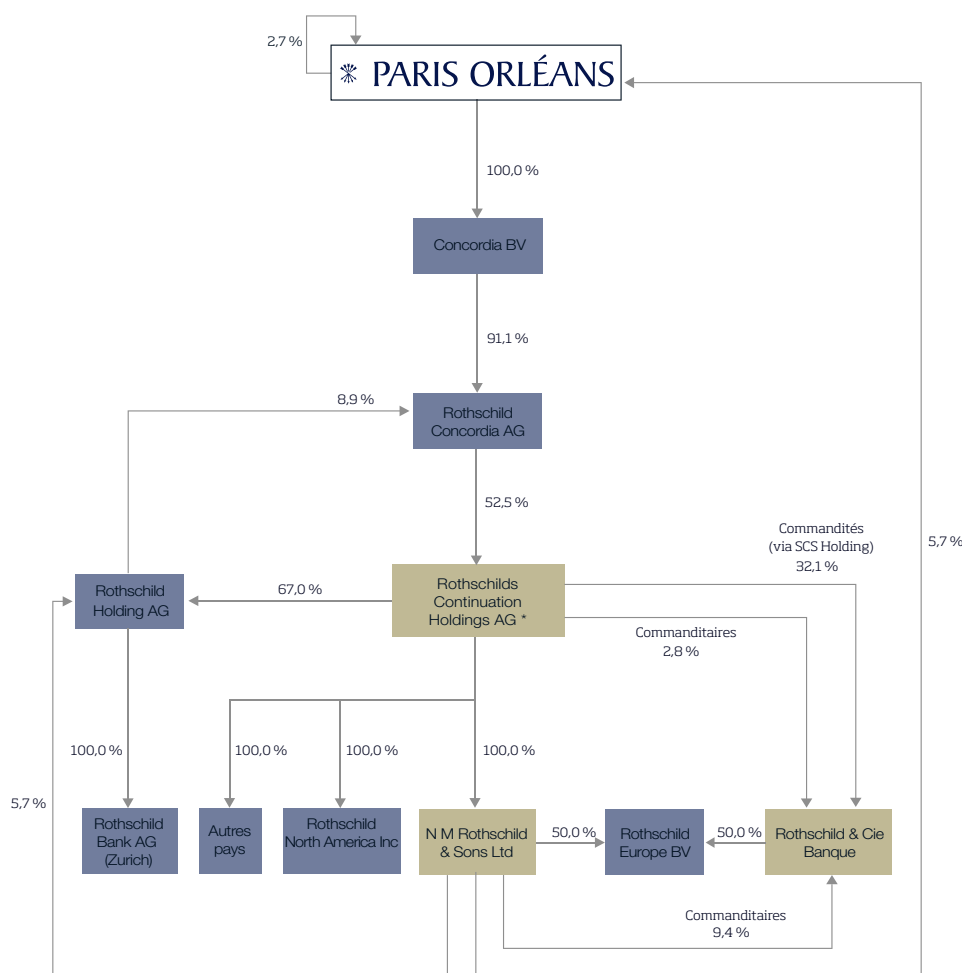 2,7 %
PARIS ORLÉANS
100,0 %
Concordia BV
91,1 %
8,9 %
Rothschild
Concordia AG
52,5 %
Commandités
(via SCS Holding)
32,1 %
5,7 %
Rothschild
Holding AG
67,0 %
Rothschilds
Continuation
Holdings AG *
Commanditaires
2,8 %
100,0 %
100,0 %
100,0 %
100,0 %
5,7 %
Rothschild
Bank AG
(Zurich)
Autres
pays
Rothschild
North America Inc
N M Rothschild
& Sons Ltd
50,0 %
Rothschild
Europe BV
50,0 %
Rothschild & Cie
Banque
Commanditaires
9,4 %